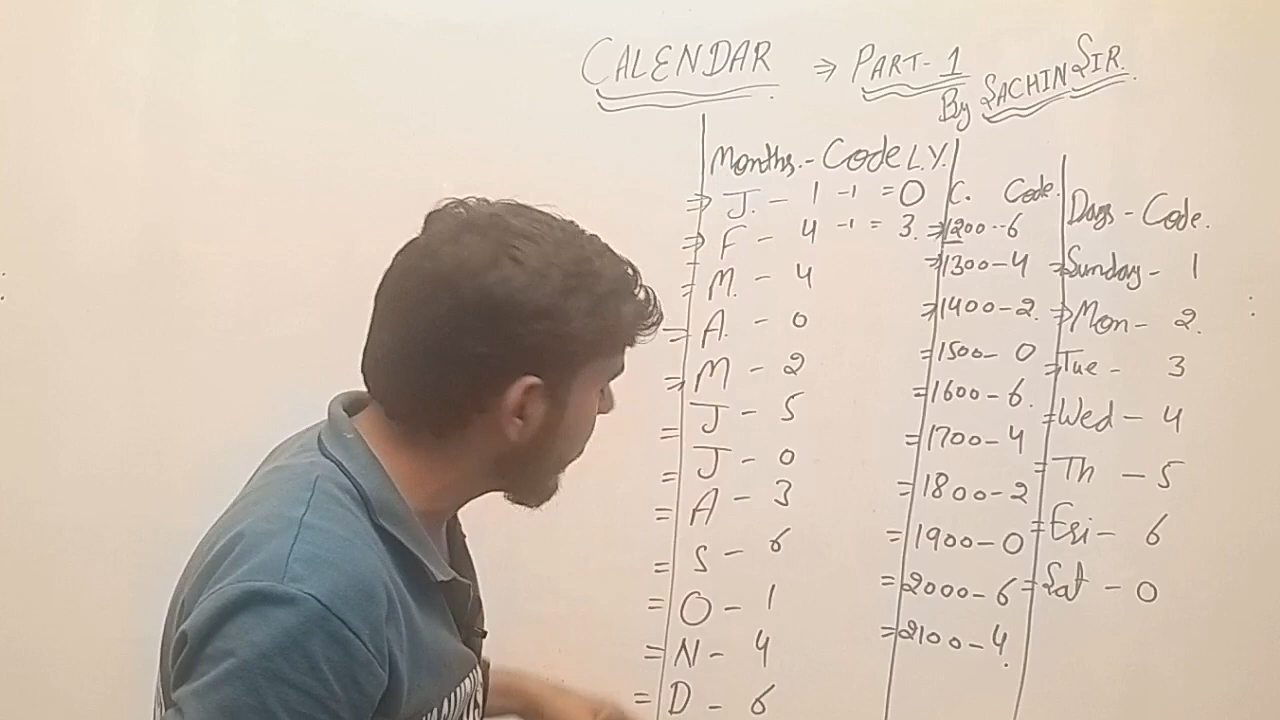 CALENDAR ⇒ PART-1
By SACHIN SIR.
Months.- Code L.Y.
⇒ J. - 1 -1 = 0
⇒ F - 4 -1 = 3.
= M. - 4
⇒ A. - 0
⇒ M - 2
= J - 5
= J - 0
= A - 3
= S - 6
= O - 1
= N - 4
= D - 6
C. Code.
⇒ 1200--6
⇒ 1300-4
⇒ 1400-2.
= 1500- 0
= 1600-6.
⇒ 1700-4
= 1800-2
= 1900-0
= 2000-6
= 2100-4.
Days - Code.
⇒ Sunday - 1
⇒ Mon - 2.
⇒ Tue - 3
= Wed - 4
= Th - 5
= Fri - 6
= Sat - 0